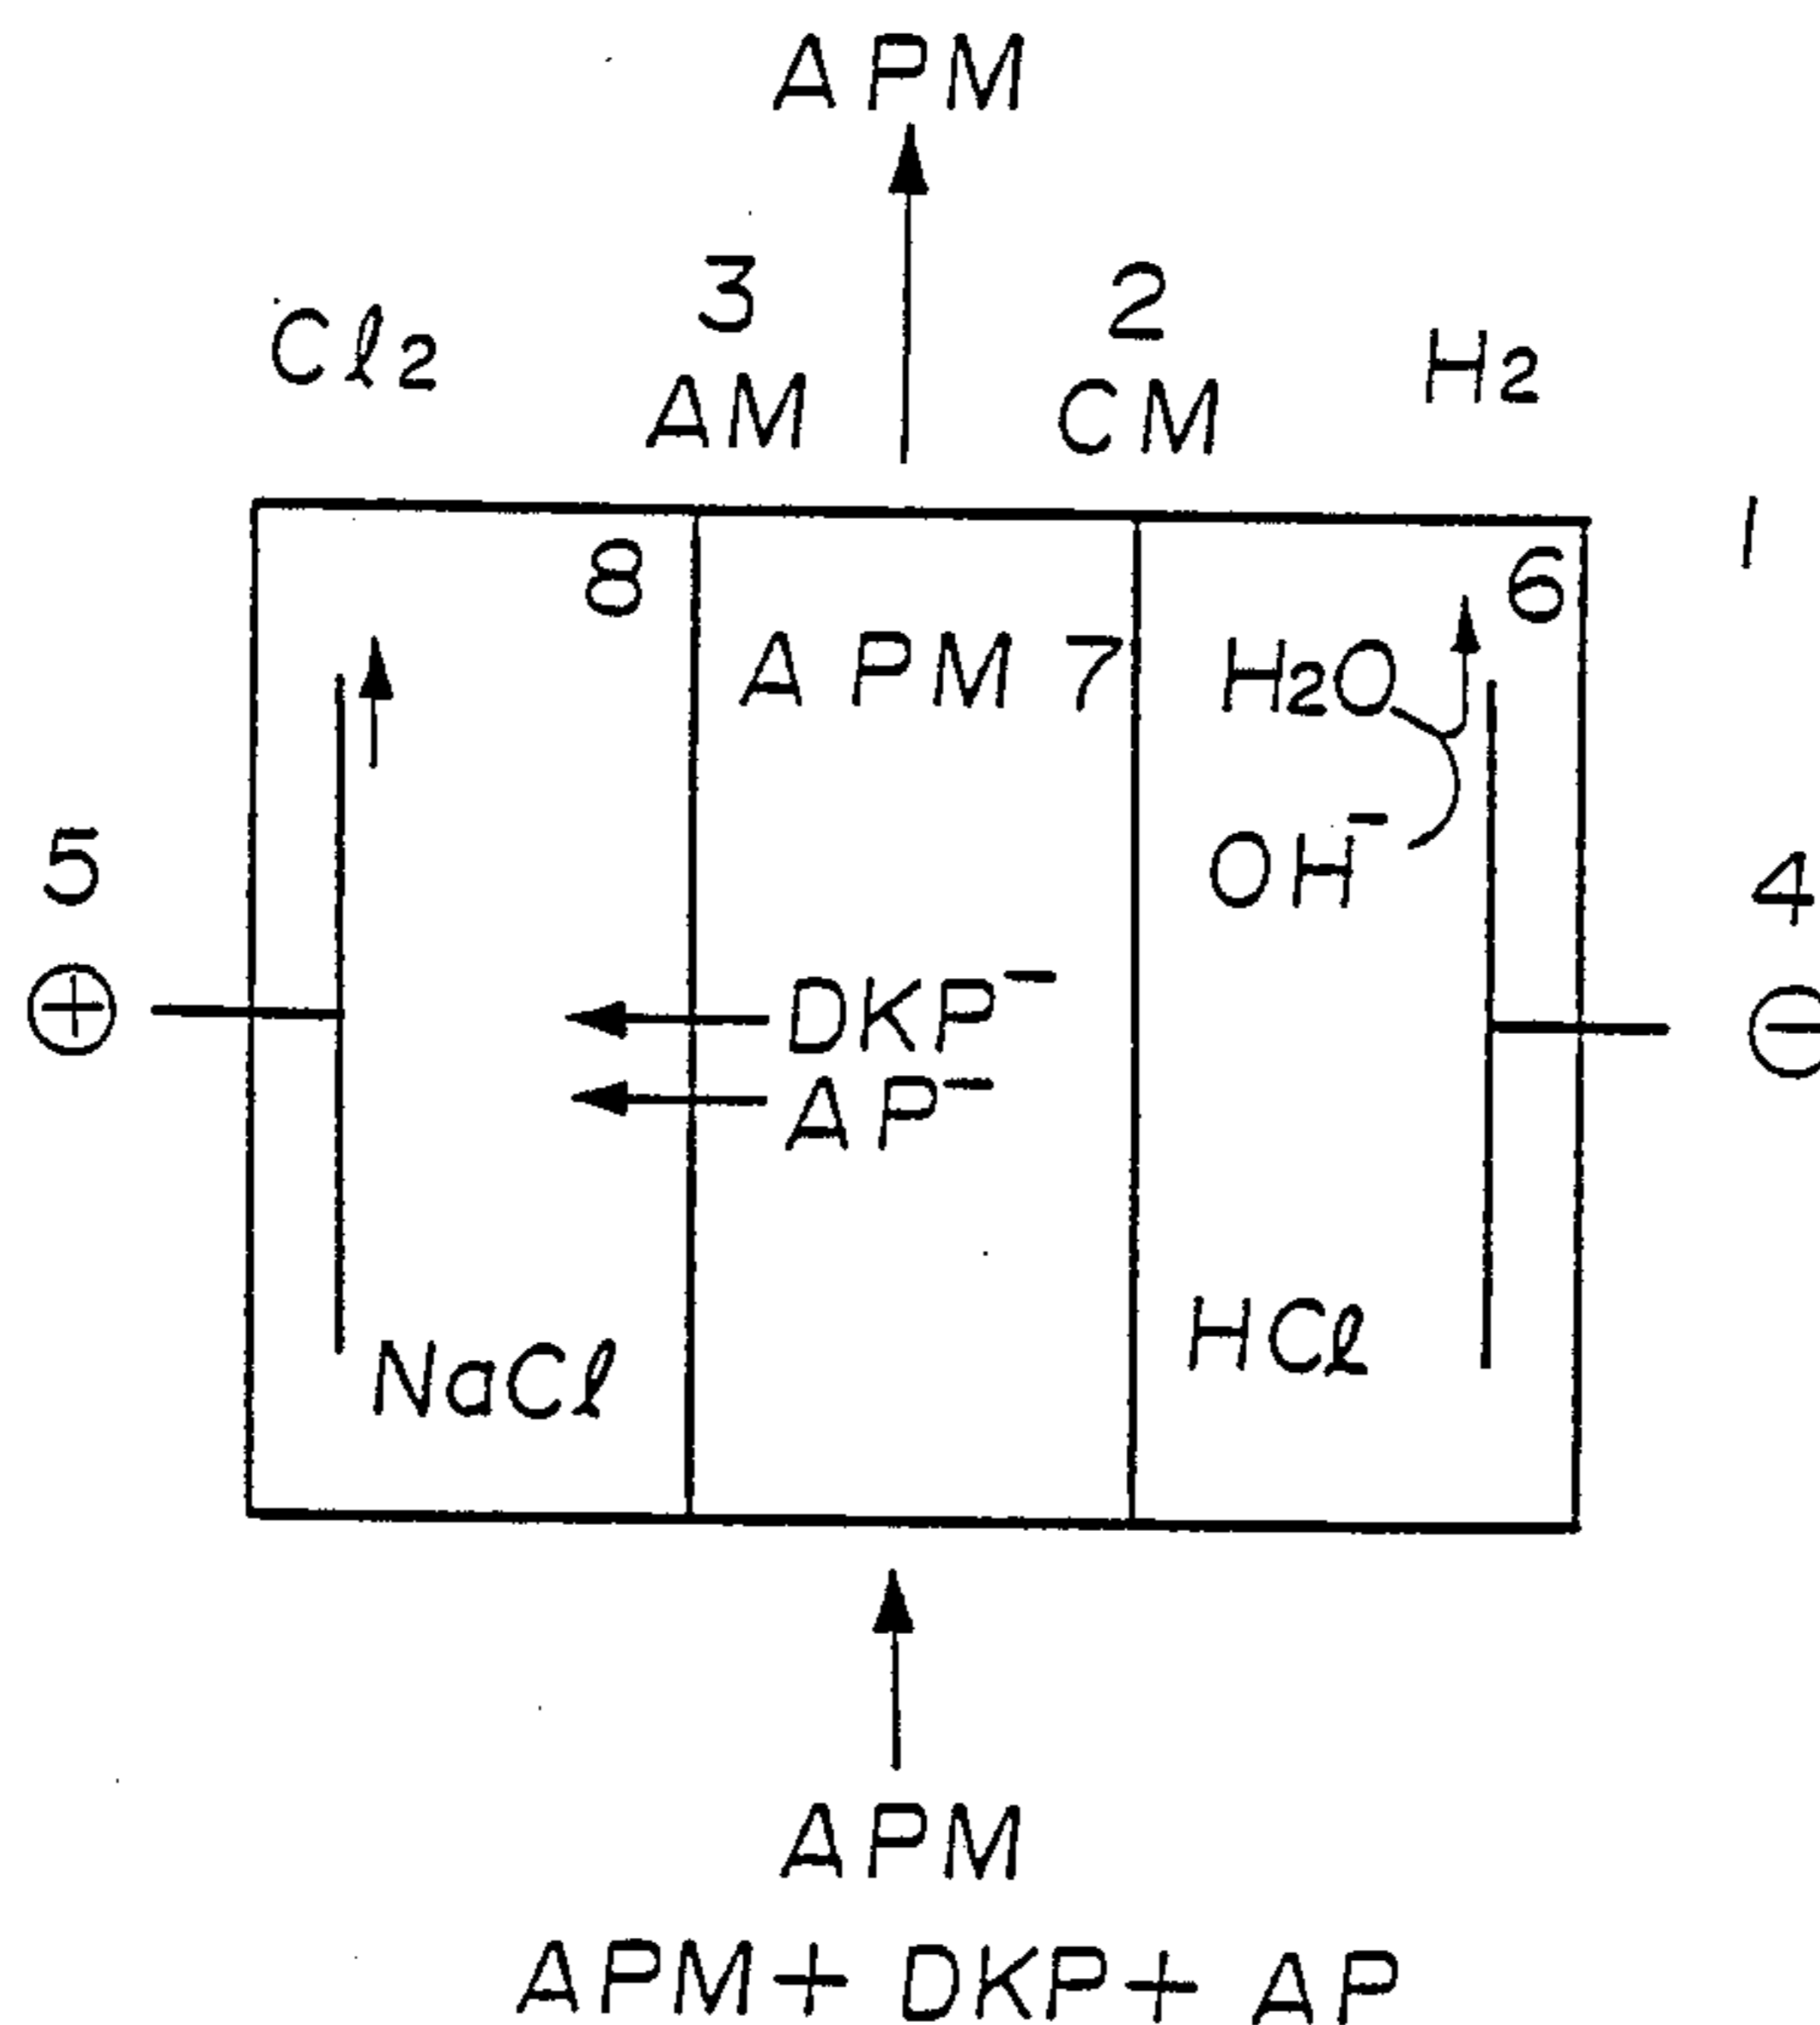 APM
3
2
Cl2
H2
AM
CM
1
8
6
APM 7
H2O
5
OH⁻
4
DKP⁻
⊕
⊖
AP⁻
NaCl
HCl
APM
APM + DKP + AP